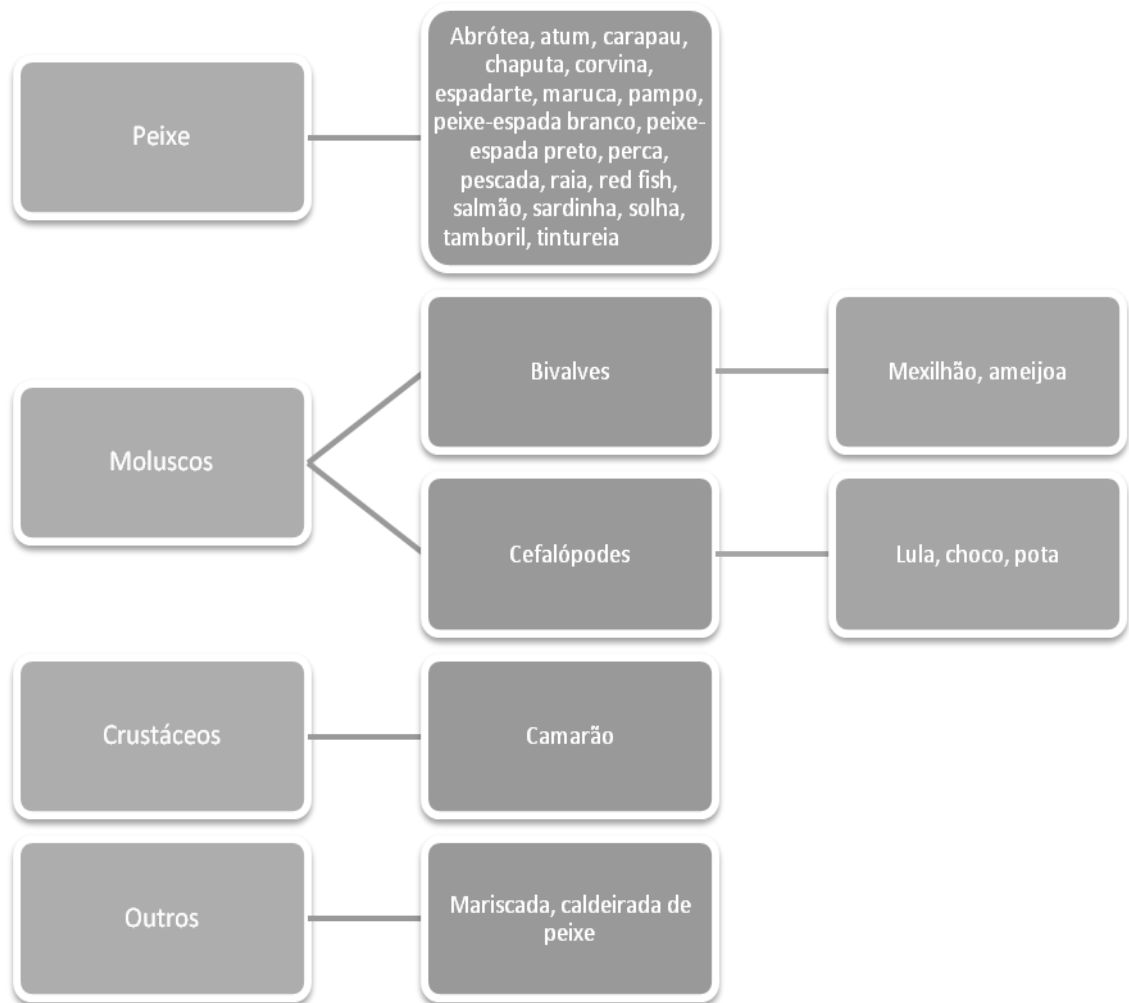 Peixe
Abrótea, atum, carapau,
chaputa, corvina,
espadarte, maruca, pampo,
peixe-espada branco, peixe-
espada preto, perca,
pescada, raia, red fish,
salmão, sardinha, solha,
tamboril, tintureia
Moluscos
Bivalves
Mexilhão, ameijoa
Cefalópodes
Lula, choco, pota
Crustáceos
Camarão
Outros
Mariscada, caldeirada de
peixe